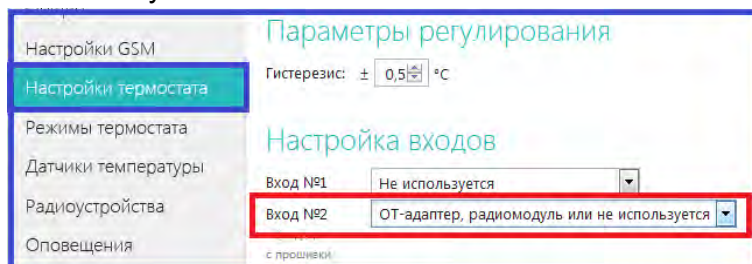 Настройки GSM
Настройки термостата
Режимы термостата
Датчики температуры
Радиоустройства
Оповещения
Параметры регулирования
Гистерезис: ± 0,5 °C
Настройка входов
Вход №1 Не используется
Вход №2 ОТ-адаптер, радиомодуль или не используется
с прошивки